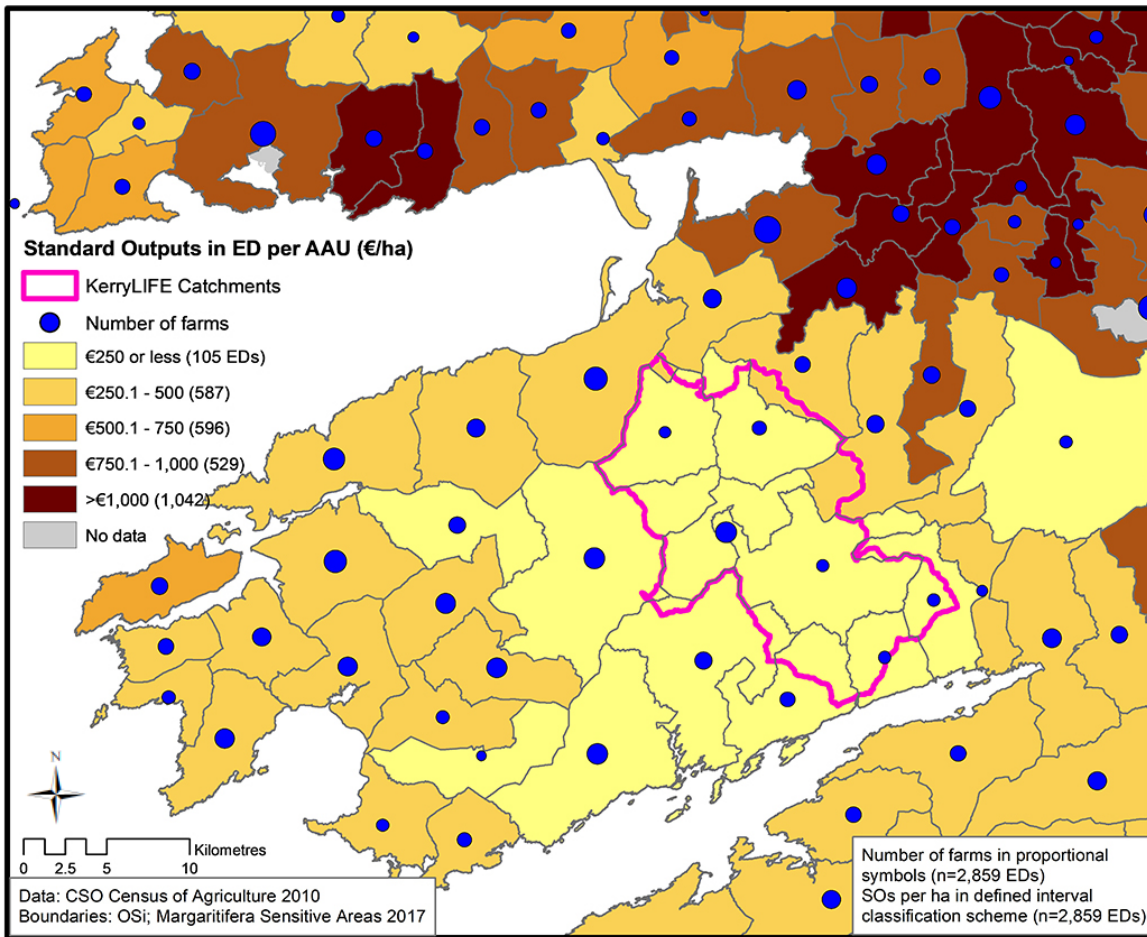 Standard Outputs in ED per AAU (€/ha)
KerryLIFE Catchments
Number of farms
€250 or less (105 EDs)
€250.1 - 500 (587)
€500.1 - 750 (596)
€750.1 - 1,000 (529)
>€1,000 (1,042)
No data
N
Kilometres
0 2.5 5 10
Data: CSO Census of Agriculture 2010
Boundaries: OSi; Margaritifera Sensitive Areas 2017
Number of farms in proportional
symbols (n=2,859 EDs)
SOs per ha in defined interval
classification scheme (n=2,859 EDs)